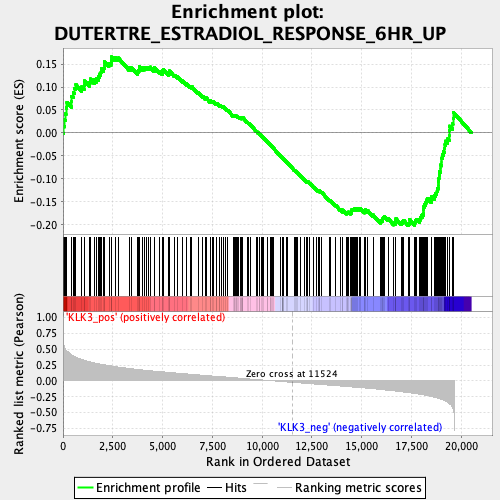 Enrichment plot:
DUTERTRE_ESTRADIOL_RESPONSE_6HR_UP
Enrichment score (ES)
0.15
0.10
0.05
0.00
-0.05
-0.10
-0.15
-0.20
Ranked list metric (Pearson)
1.00
0.75
0.50
0.25
0.00
-0.25
-0.50
-0.75
'KLK3_pos' (positively correlated)
Zero cross at 11524
'KLK3_neg' (negatively correlated)
0 2,500 5,000 7,500 10,000 12,500 15,000 17,500 20,000
Rank in Ordered Dataset
Enrichment profile Hits Ranking metric scores